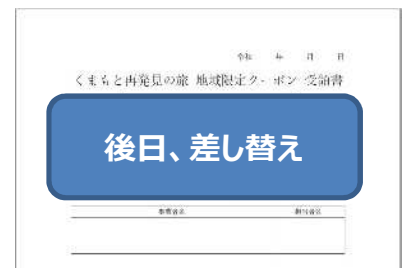 令和 年 月 日
くまもと再発見の旅 地域限定クーポン 受領書
後日、差し替え
事業者名 担当者名